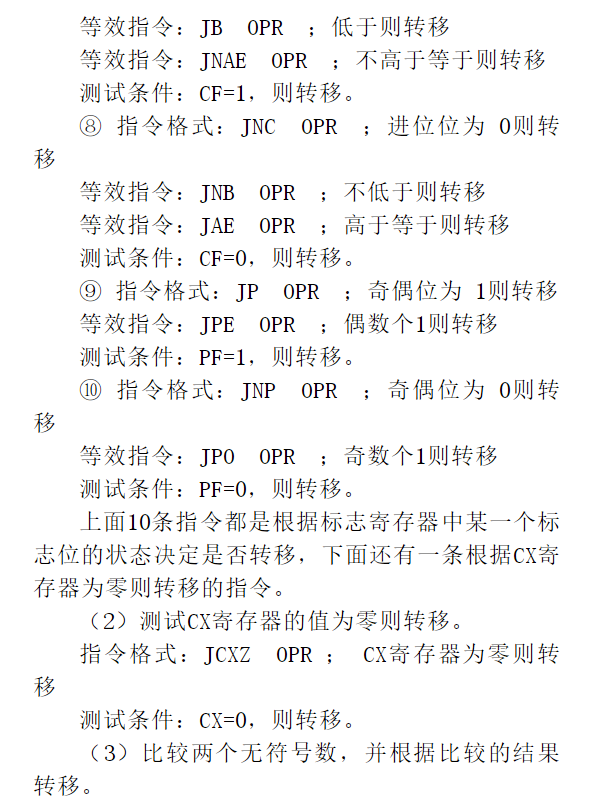 等效指令：JB  OPR  ；低于则转移
等效指令：JNAE  OPR  ；不高于等于则转移
测试条件：CF=1，则转移。
⑧ 指令格式：JNC  OPR  ；进位位为 0则转
移
等效指令：JNB  OPR  ；不低于则转移
等效指令：JAE  OPR  ；高于等于则转移
测试条件：CF=0，则转移。
⑨ 指令格式：JP  OPR  ；奇偶位为 1则转移
等效指令：JPE  OPR  ；偶数个1则转移
测试条件：PF=1，则转移。
⑩ 指令格式：JNP  OPR  ；奇偶位为 0则转
移
等效指令：JPO  OPR  ；奇数个1则转移
测试条件：PF=0，则转移。
上面10条指令都是根据标志寄存器中某一个标
志位的状态决定是否转移，下面还有一条根据CX寄
存器为零则转移的指令。
（2）测试CX寄存器的值为零则转移。
指令格式：JCXZ  OPR ； CX寄存器为零则转
移
测试条件：CX=0，则转移。
（3）比较两个无符号数，并根据比较的结果
转移。